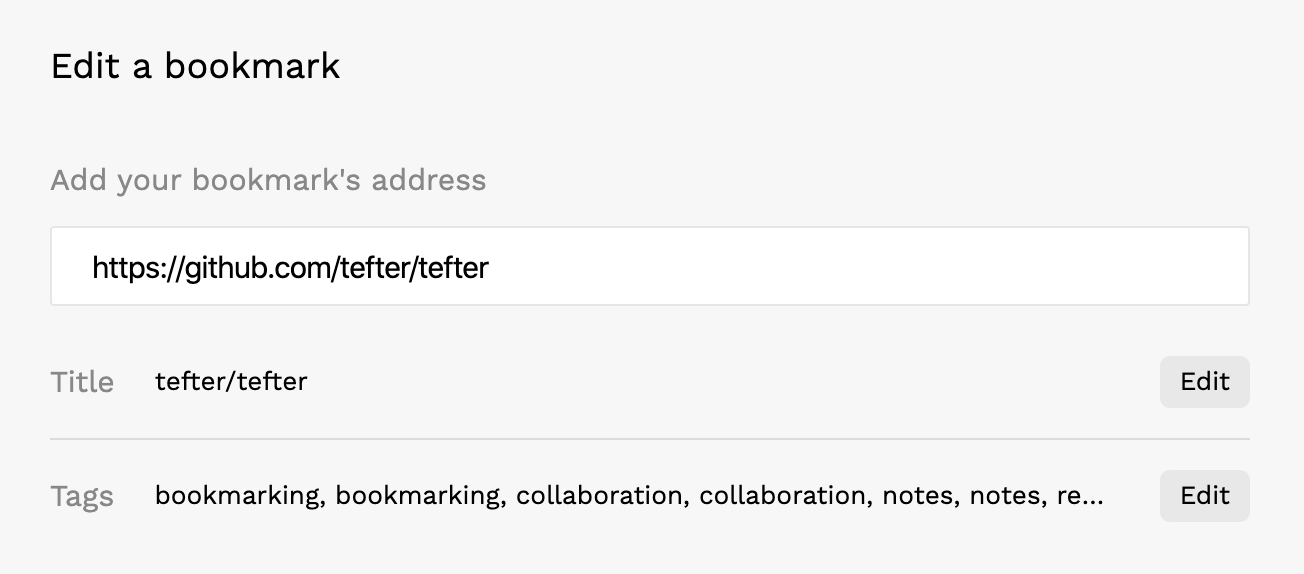 Edit a bookmark
Add your bookmark's address
https://github.com/tefter/tefter
Title tefter/tefter Edit
Tags bookmarking, bookmarking, collaboration, collaboration, notes, notes, re... Edit